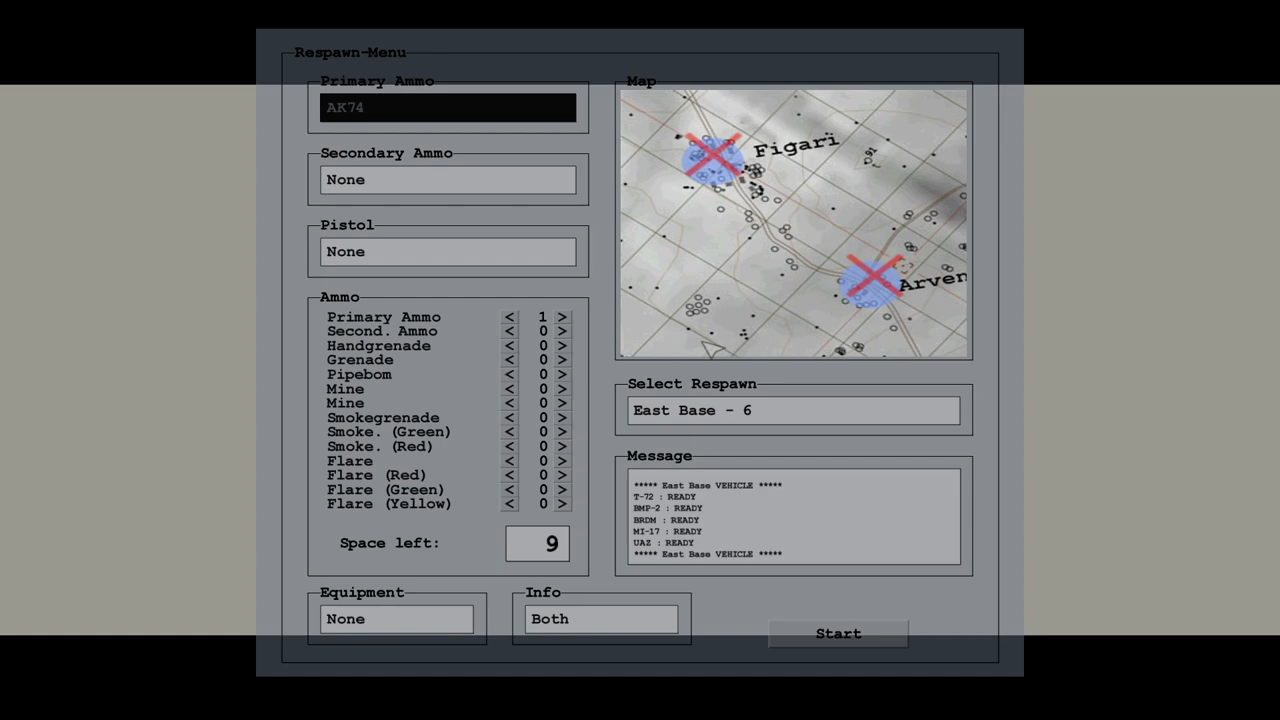 Respawn-Menu
Primary Ammo
AK74
Secondary Ammo
None
Pistol
None
Ammo
Primary Ammo < 1 >
Second. Ammo < 0 >
Handgrenade < 0 >
Grenade < 0 >
Pipebom < 0 >
Mine < 0 >
Mine < 0 >
Smokegrenade < 0 >
Smoke. (Green) < 0 >
Smoke. (Red) < 0 >
Flare < 0 >
Flare (Red) < 0 >
Flare (Green) < 0 >
Flare (Yellow) < 0 >
Space left: 9
Equipment
None
Info
Both
Map
Figari
91
Arven
Select Respawn
East Base - 6
Message
***** East Base VEHICLE *****
T-72 : READY
BMP-2 : READY
BRDM : READY
MI-17 : READY
UAZ : READY
***** East Base VEHICLE *****
Start